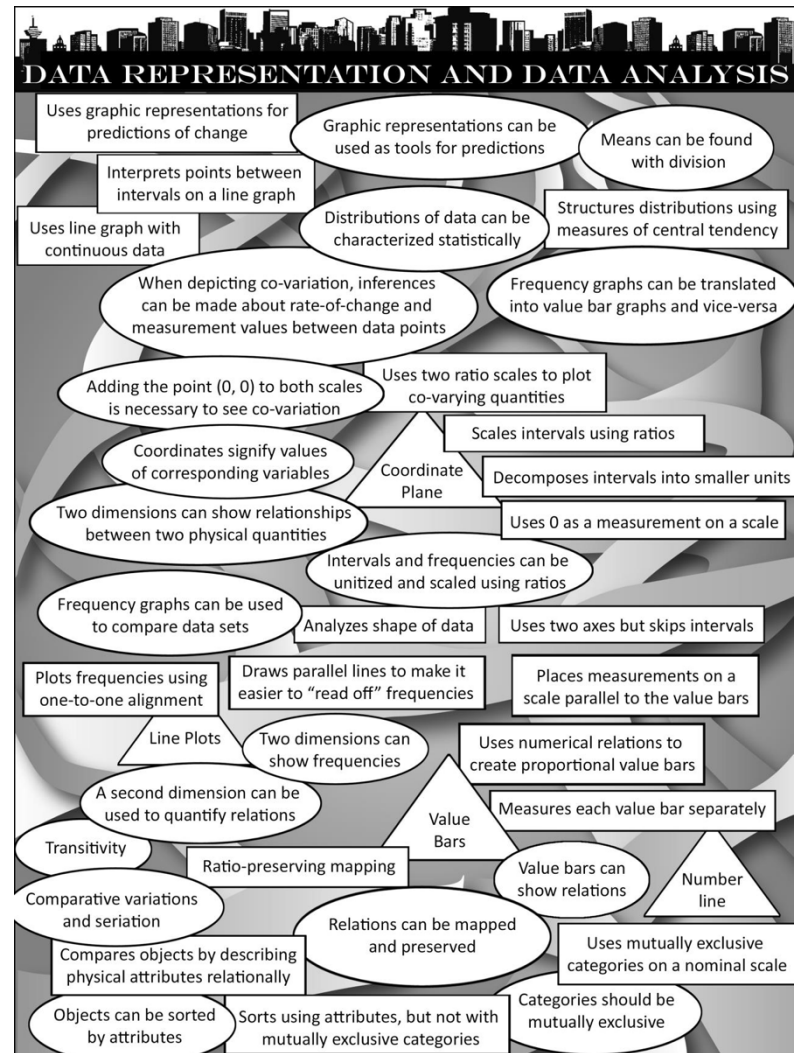 DATA REPRESENTATION AND DATA ANALYSIS
Uses graphic representations for
predictions of change
Graphic representations can be
used as tools for predictions
Means can be found
with division
Interprets points between
intervals on a line graph
Uses line graph with
continuous data
Distributions of data can be
characterized statistically
Structures distributions using
measures of central tendency
When depicting co-variation, inferences
can be made about rate-of-change and
measurement values between data points
Frequency graphs can be translated
into value bar graphs and vice-versa
Adding the point (0, 0) to both scales
is necessary to see co-variation
Uses two ratio scales to plot
co-varying quantities
Scales intervals using ratios
Coordinates signify values
of corresponding variables
Coordinate
Plane
Decomposes intervals into smaller units
Two dimensions can show relationships
between two physical quantities
Uses 0 as a measurement on a scale
Intervals and frequencies can be
unitized and scaled using ratios
Frequency graphs can be used
to compare data sets
Analyzes shape of data
Uses two axes but skips intervals
Plots frequencies using
one-to-one alignment
Draws parallel lines to make it
easier to “read off” frequencies
Places measurements on a
scale parallel to the value bars
Line Plots
Two dimensions can
show frequencies
Uses numerical relations to
create proportional value bars
A second dimension can be
used to quantify relations
Value
Bars
Measures each value bar separately
Transitivity
Ratio-preserving mapping
Value bars can
show relations
Number
line
Comparative variations
and seriation
Relations can be mapped
and preserved
Uses mutually exclusive
categories on a nominal scale
Compares objects by describing
physical attributes relationally
Objects can be sorted
by attributes
Sorts using attributes, but not with
mutually exclusive categories
Categories should be
mutually exclusive